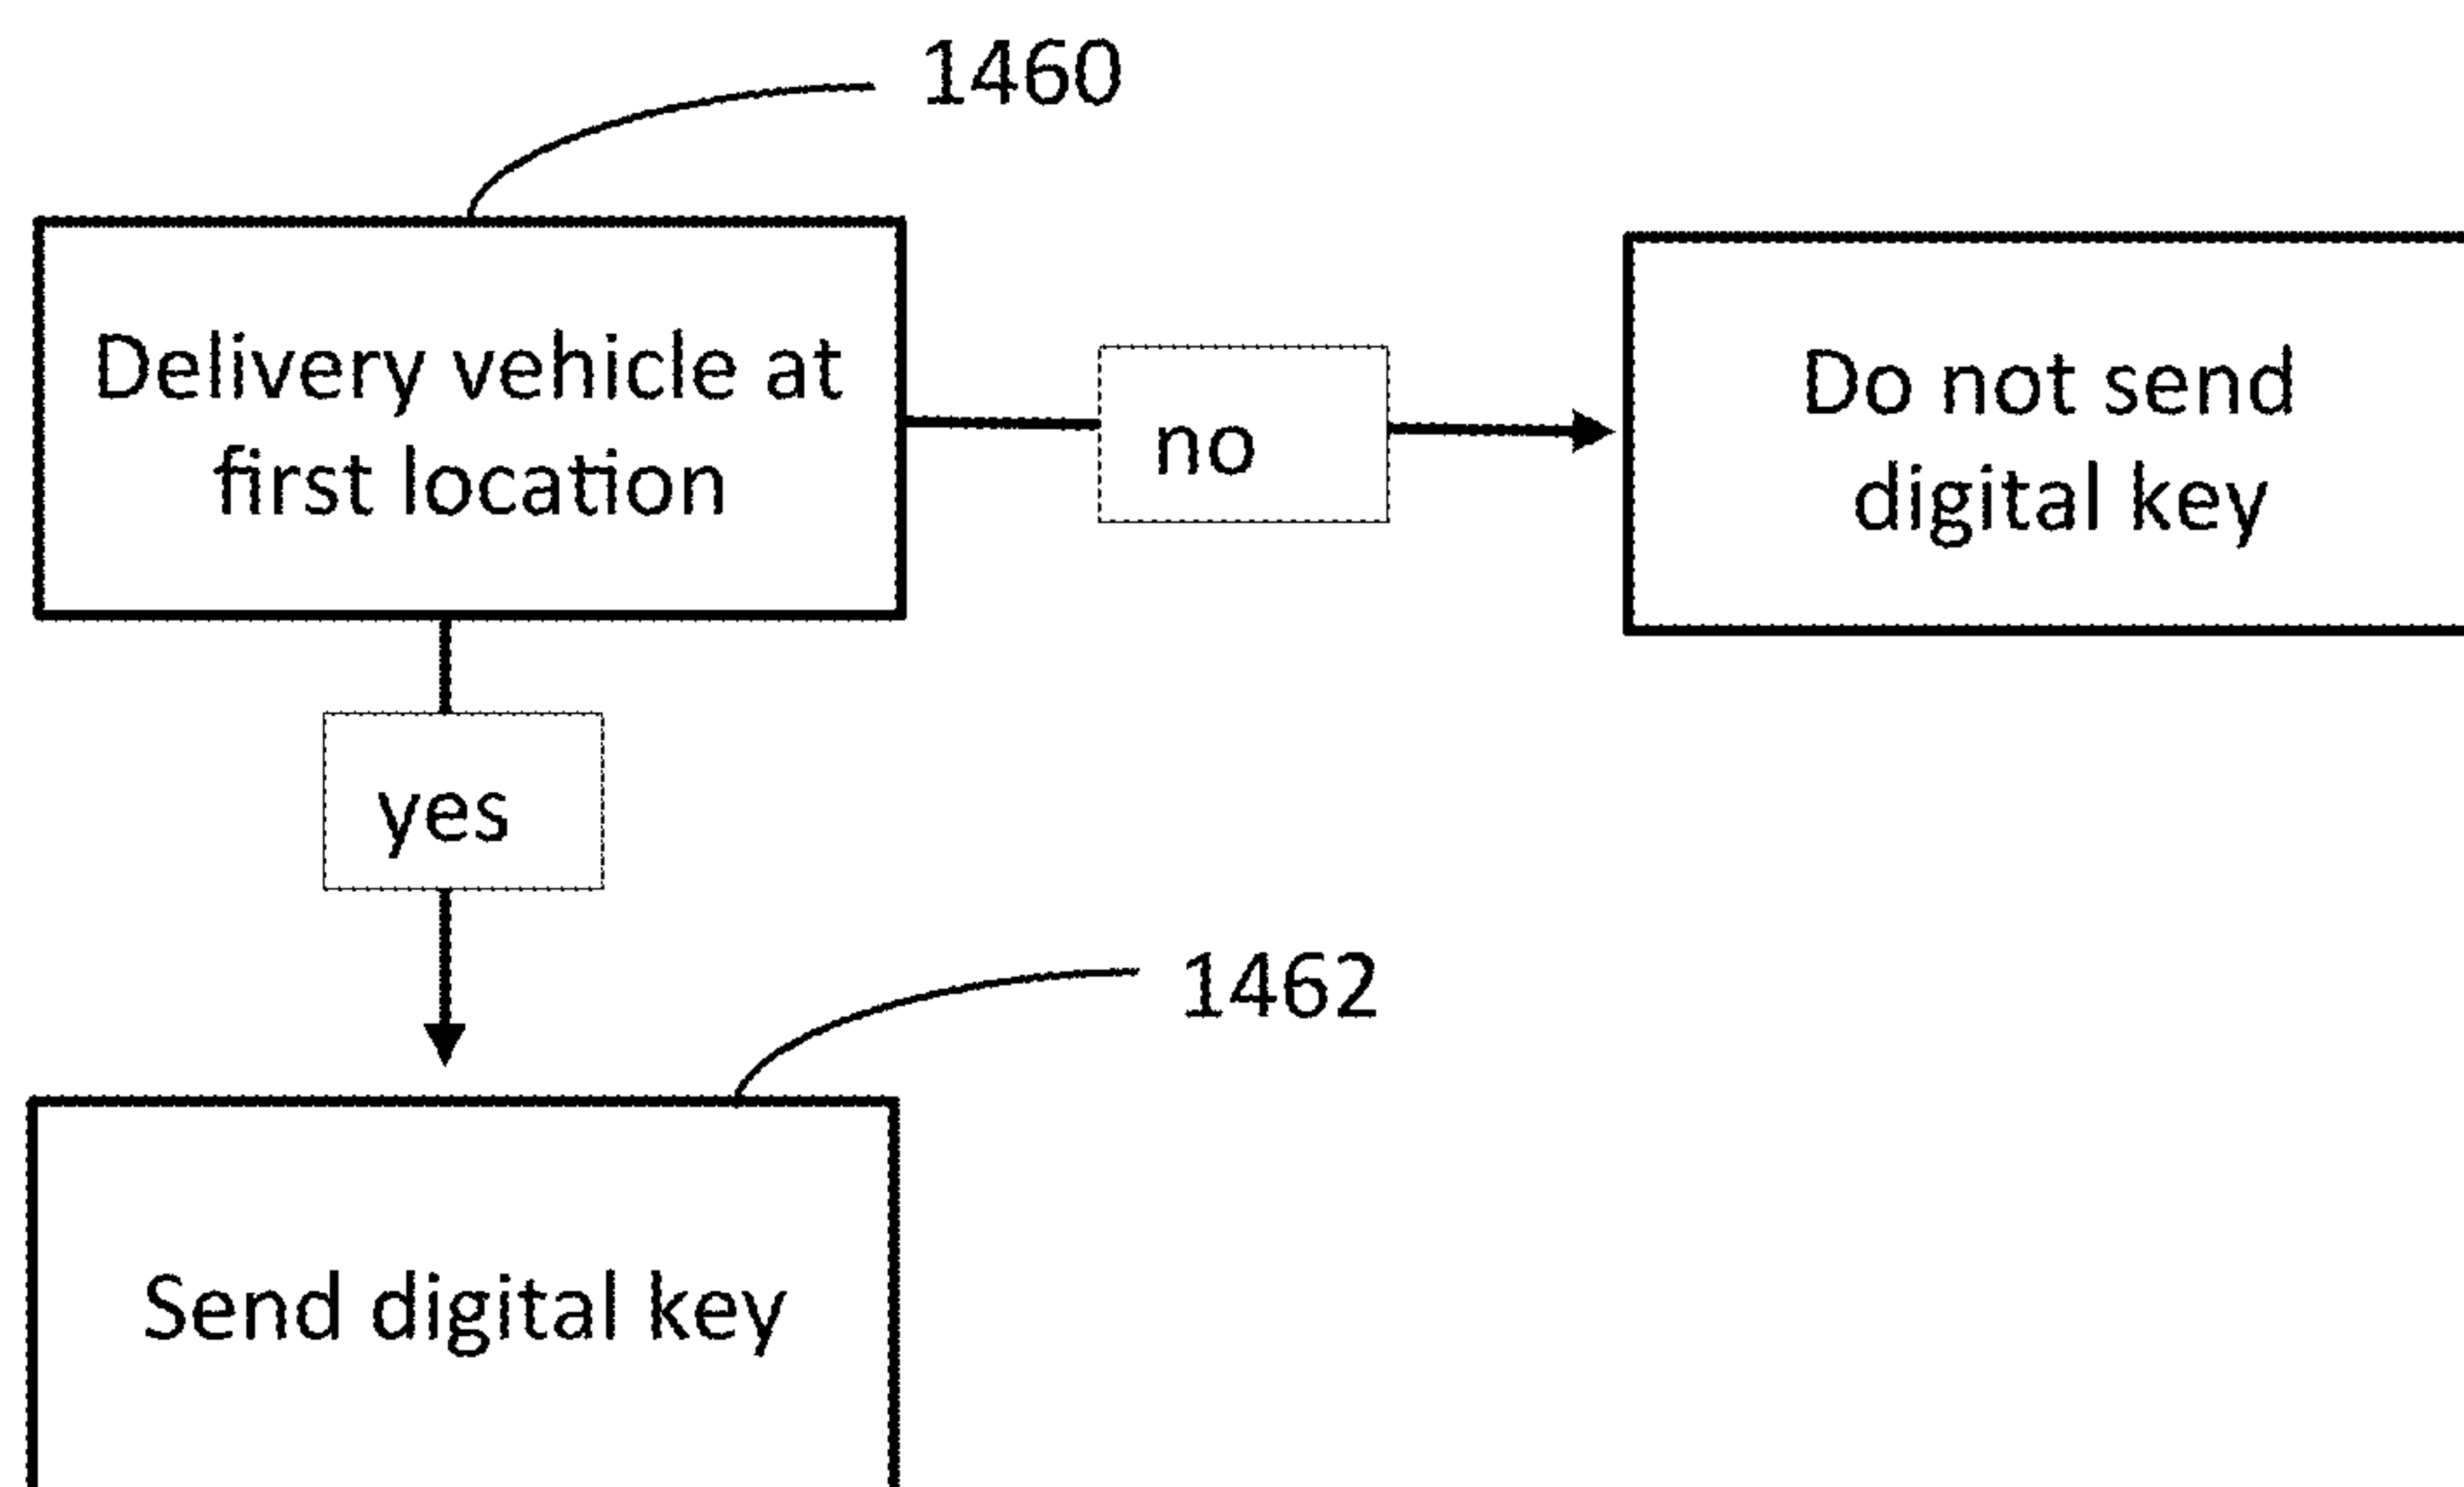 1460
Delivery vehicle at
first location
no
Do not send
digital key
yes
1462
Send digital key